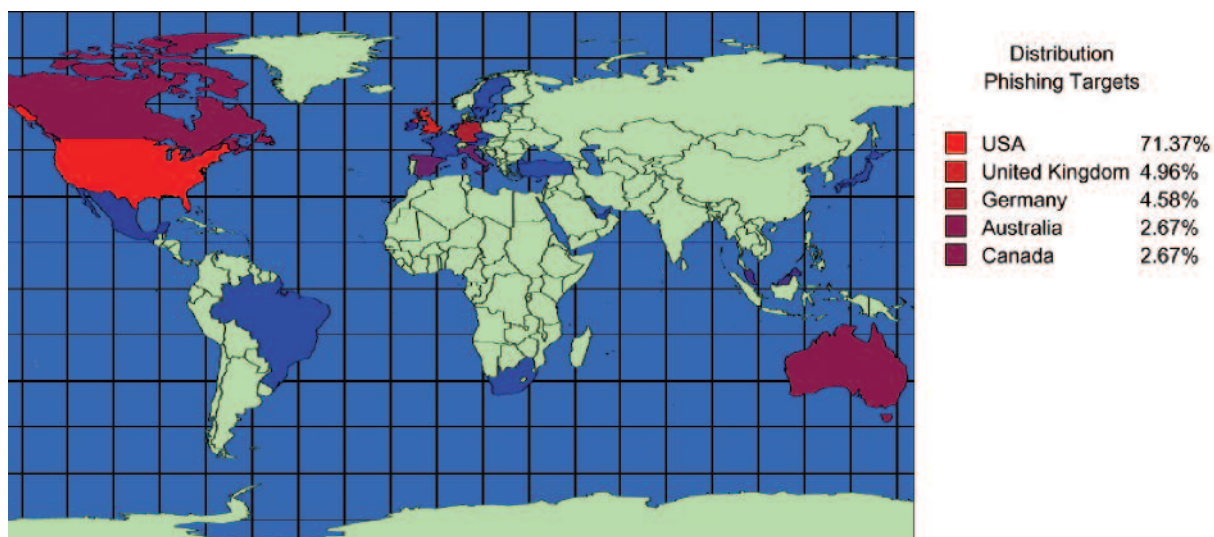 Distribution
Phishing Targets
USA 71.37%
United Kingdom 4.96%
Germany 4.58%
Australia 2.67%
Canada 2.67%